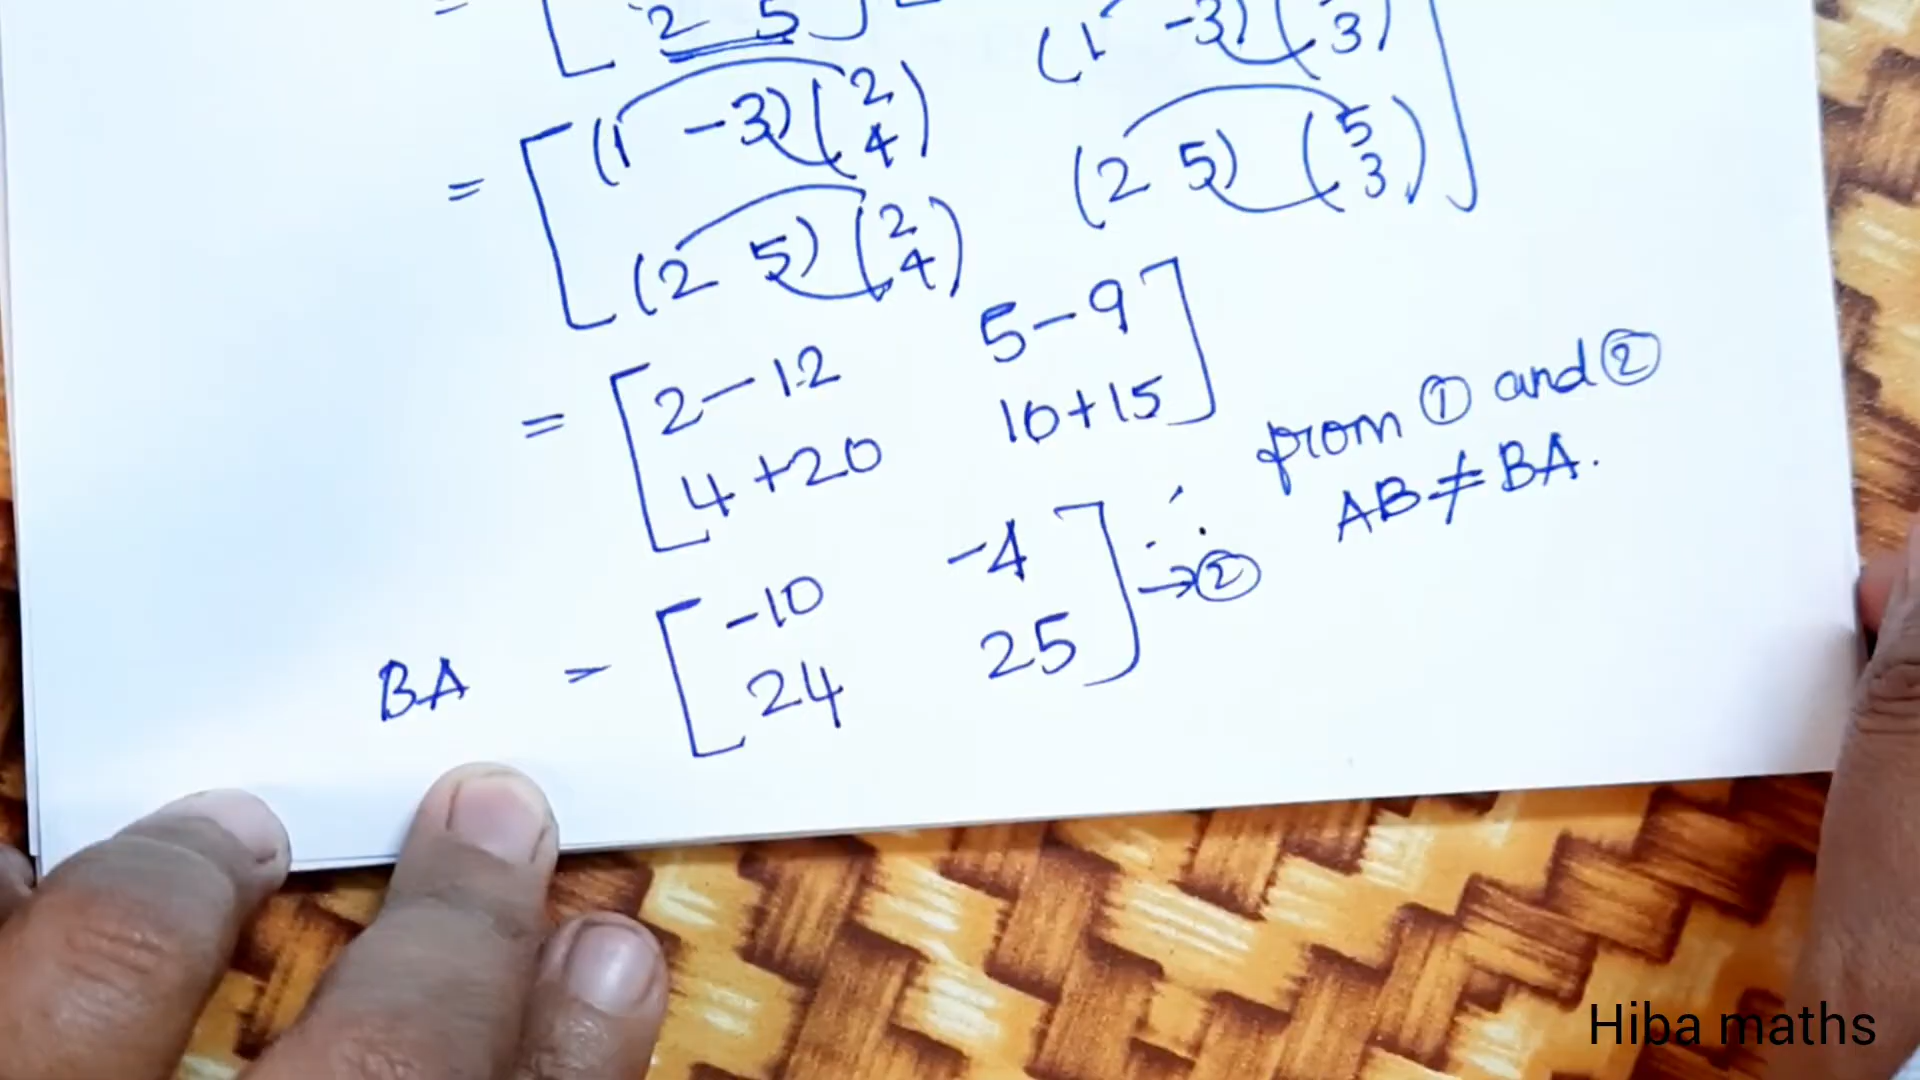 = [ 2 5 ]
(1 -3) ( 3 )
= [ (1 -3) ( 2 4 )
(2 5) ( 5 3 ) ]
(2 5) ( 2 4 )
= [ 2-12 5-9
4+20 10+15 ]
from ① and ②
∴ AB ≠ BA.
BA = [ -10 -4
24 25 ] → ②
Hiba maths